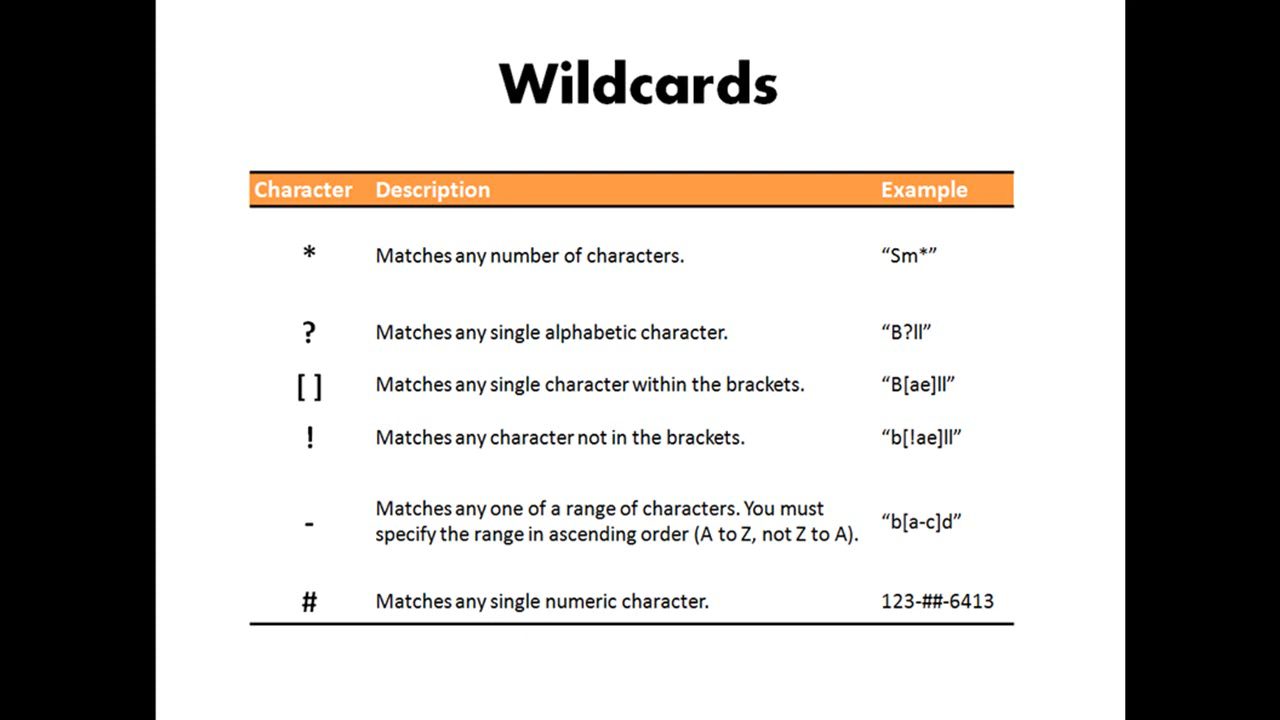 Wildcards
Character Description Example
* Matches any number of characters. “Sm*”
? Matches any single alphabetic character. “B?ll”
[ ] Matches any single character within the brackets. “B[ae]ll”
! Matches any character not in the brackets. “b[!ae]ll”
- Matches any one of a range of characters. You must
specify the range in ascending order (A to Z, not Z to A). “b[a-c]d”
# Matches any single numeric character. 123-##-6413